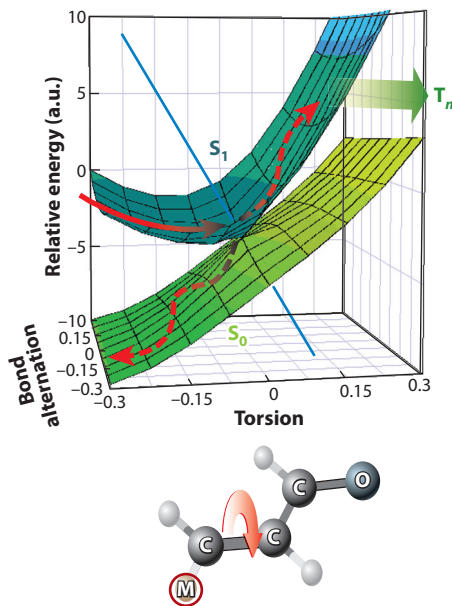 Relative energy (a.u.)
10
5
0
−5
−10
S₁
Tₙ
S₀
0.15
0
−0.15
−0.3
Bond
alternation
−0.3
−0.15
0
0.15
0.3
Torsion
C
O
C
C
M